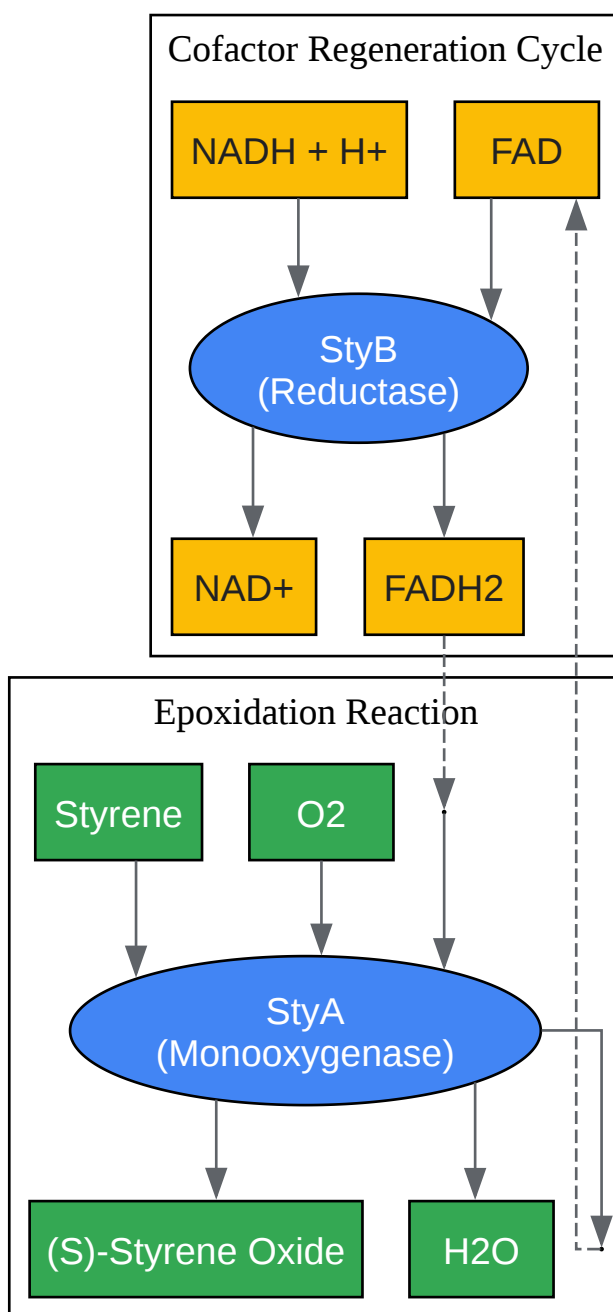 Cofactor Regeneration Cycle
NADH + H+
FAD
StyB
(Reductase)
NAD+
FADH2
Epoxidation Reaction
Styrene
O2
StyA
(Monooxygenase)
(S)-Styrene Oxide
H2O